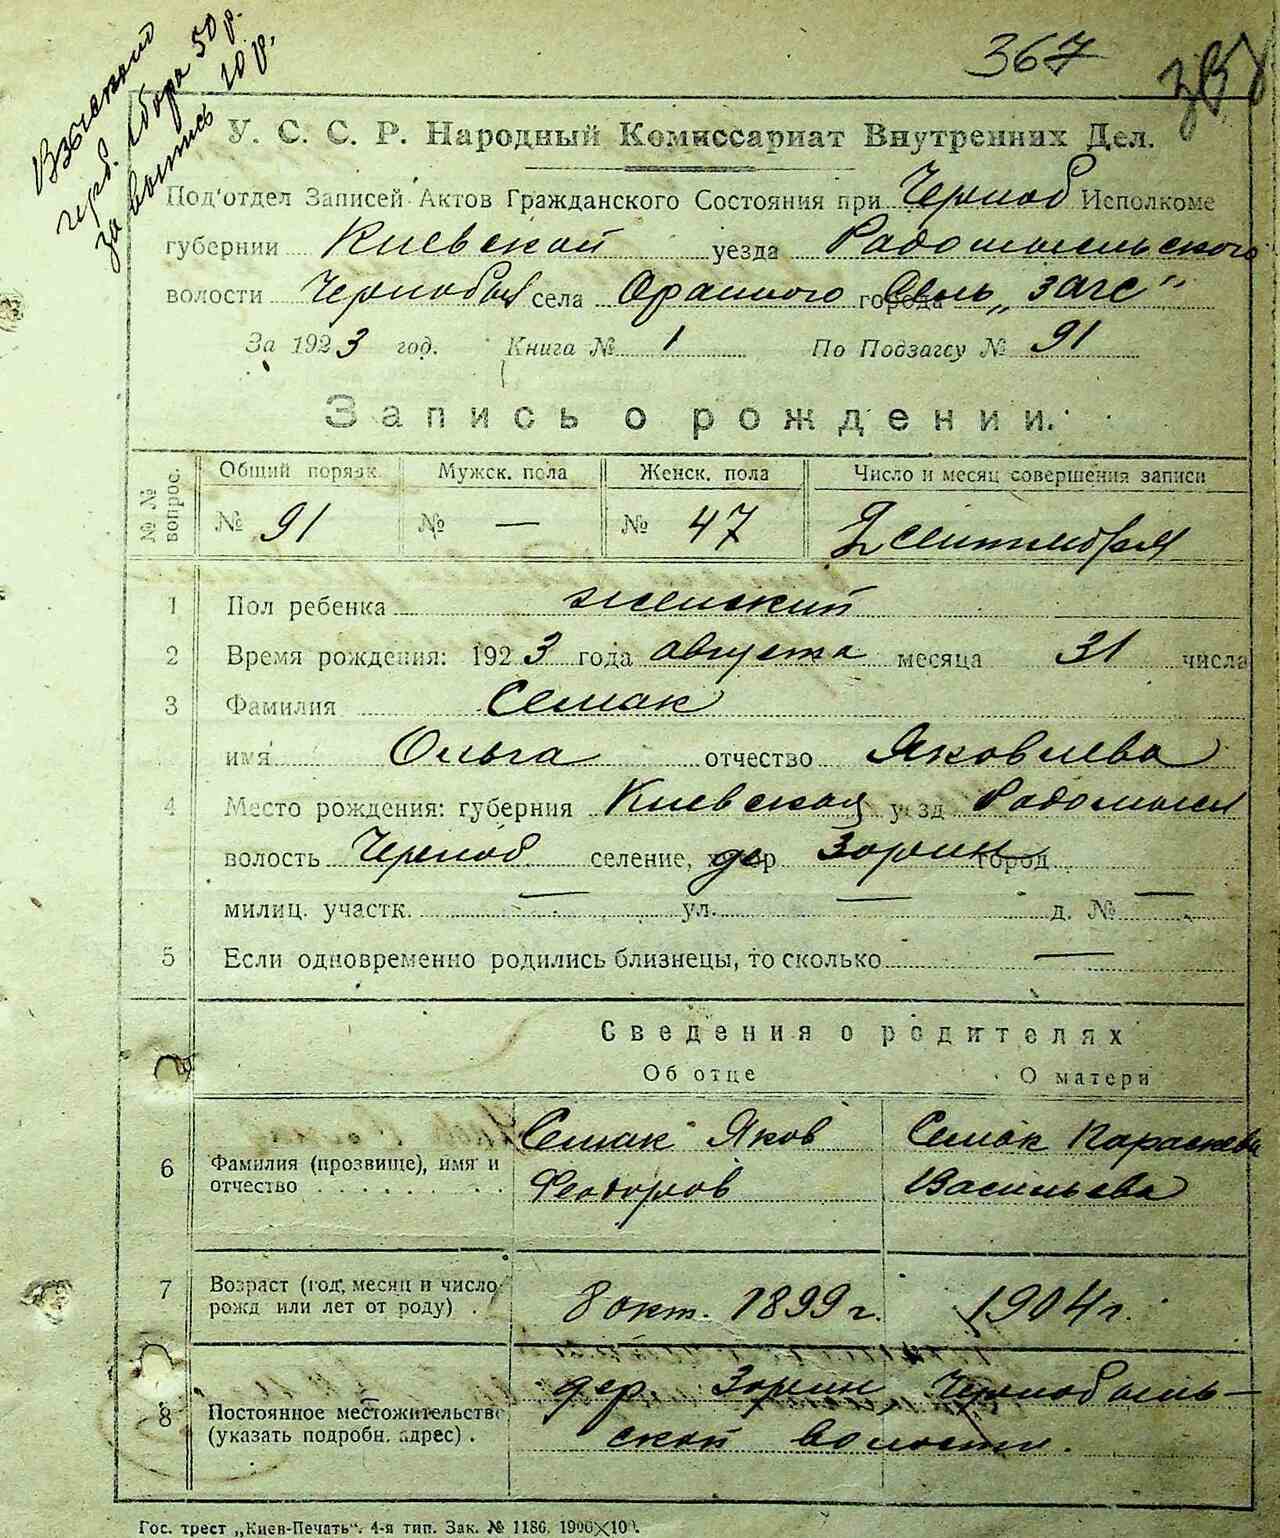 367
Взыскано
герб. сбора 50 р.
за выпись 10 р.
У. С. С. Р. Народный Комиссариат Внутренних Дел.
Под'отдел Записей Актов Гражданского Состояния при Черноб Исполкоме
губернии Киевской уезда Радомысльского
волости Чернобыл села Оранного города Сель „загс"
За 1923 год. Книга № 1 По Подзагсу № 91
Запись о рождении.
№ № вопрос. Общий порядк. Мужск. пола Женск. пола Число и месяц совершения записи
№ 91 № — № 47 2 сентября
1 Пол ребенка женский
2 Время рождения: 1923 года августа месяца 31 числа
3 Фамилия Семак
имя Ольга отчество Яковлева
4 Место рождения: губерния Киевская уезд Радомысл
волость Черноб селение, хутор дер Зорин город
милиц. участк. — ул. — д. № —
5 Если одновременно родились близнецы, то сколько —
Сведения о родителях
Об отце О матери
Семак Яков Семак Параскева
6 Фамилия (прозвище), имя и
отчество Феодоров Васильева
7 Возраст (год, месяц и число
рожд или лет от роду) . 8 окт. 1899 г. 1904 г.
дер. Зорин, Чернобыль-
8 Постоянное местожительство
(указать подробн. адрес) . ской волости.
Гос. трест „Киев-Печать". 4-я тип. Зак. № 1186. 1900×100.